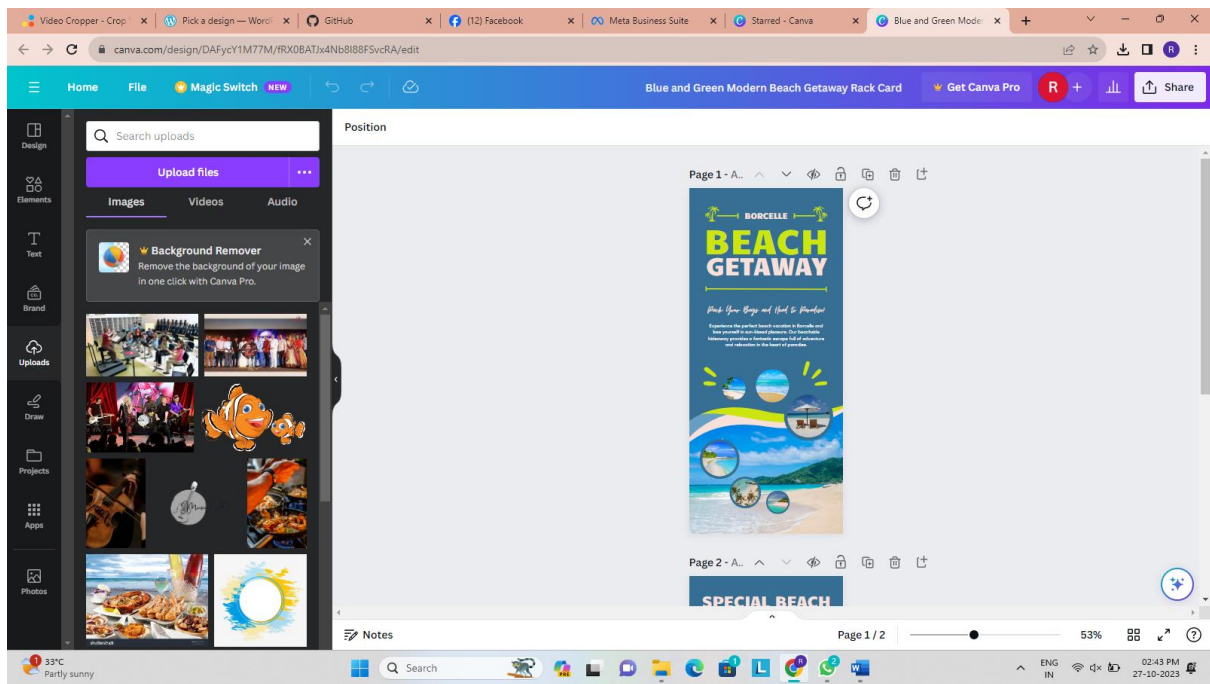 Video Cropper - Crop
Pick a design — Word
GitHub
(12) Facebook
Meta Business Suite
Starred - Canva
Blue and Green Moder
canva.com/design/DAFycY1M77M/fRX0BATJx4Nb8l88FSvcRA/edit
Home
File
Magic Switch
NEW
Blue and Green Modern Beach Getaway Rack Card
Get Canva Pro
R
+
Share
Design
Elements
Text
Brand
Uploads
Draw
Projects
Apps
Photos
Search uploads
Upload files
Images
Videos
Audio
Background Remover
Remove the background of your image
in one click with Canva Pro.
Position
Page 1 - A..
BORCELLE
BEACH
GETAWAY
Pack Your Bags and Head to Paradise!
Experience the perfect beach vacation in Borcelle and
lose yourself in sun-kissed pleasure. Our beachside
hideaway provides a fantastic escape full of adventure
and relaxation in the heart of paradise.
Page 2 - A..
SPECIAL BEACH
Notes
Page 1 / 2
53%
33°C
Partly sunny
Search
ENG
IN
02:43 PM
27-10-2023